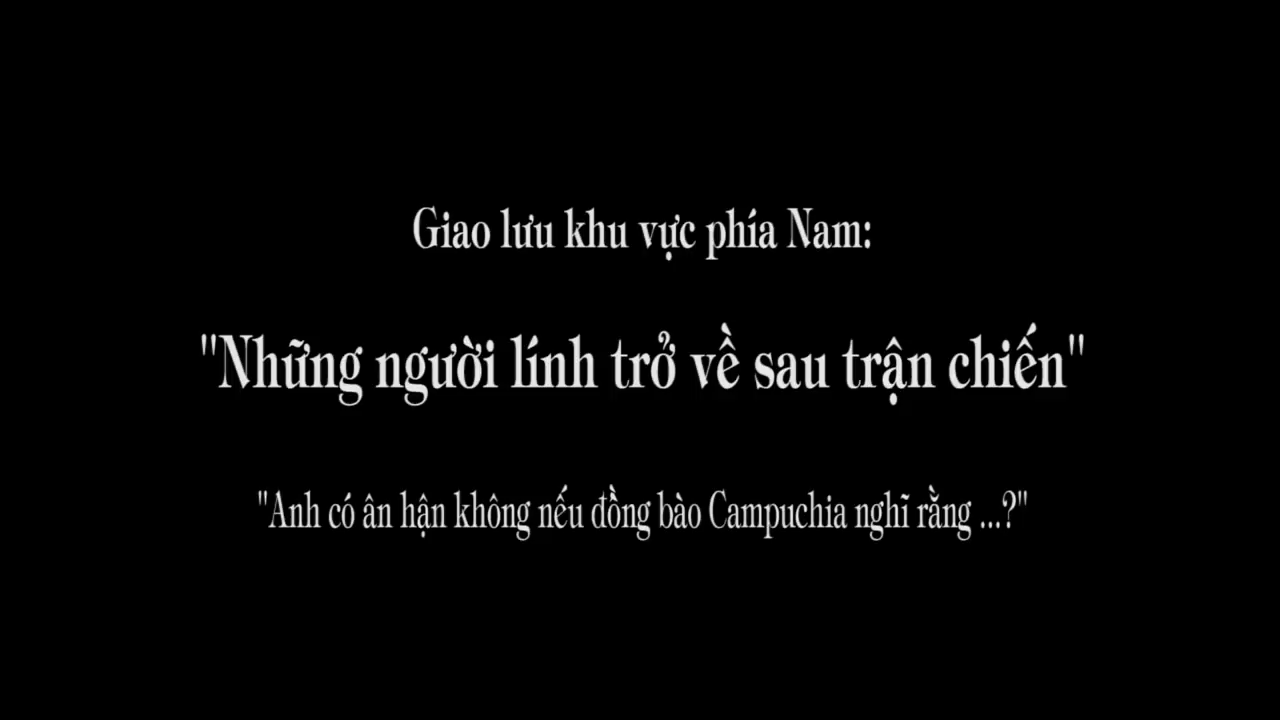 Giao lưu khu vực phía Nam:
"Những người lính trở về sau trận chiến"
"Anh có ân hận không nếu đồng bào Campuchia nghĩ rằng ...?"